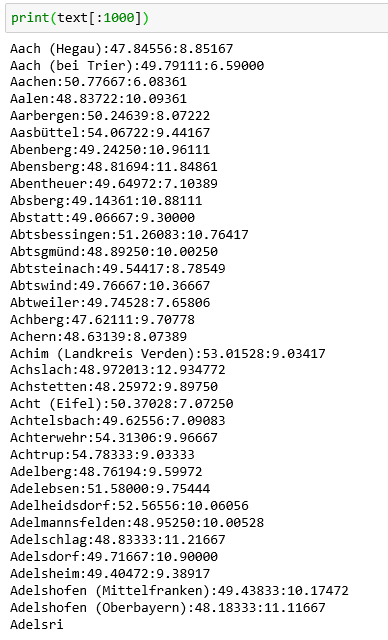 print(text[:1000])
Aach (Hegau):47.84556:8.85167
Aach (bei Trier):49.79111:6.59000
Aachen:50.77667:6.08361
Aalen:48.83722:10.09361
Aarbergen:50.24639:8.07222
Aasbüttel:54.06722:9.44167
Abenberg:49.24250:10.96111
Abensberg:48.81694:11.84861
Abentheuer:49.64972:7.10389
Absberg:49.14361:10.88111
Abstatt:49.06667:9.30000
Abtsbessingen:51.26083:10.76417
Abtsgmünd:48.89250:10.00250
Abtsteinach:49.54417:8.78549
Abtswind:49.76667:10.36667
Abtweiler:49.74528:7.65806
Achberg:47.62111:9.70778
Achern:48.63139:8.07389
Achim (Landkreis Verden):53.01528:9.03417
Achslach:48.972013:12.934772
Achstetten:48.25972:9.89750
Acht (Eifel):50.37028:7.07250
Achtelsbach:49.62556:7.09083
Achterwehr:54.31306:9.96667
Achtrup:54.78333:9.03333
Adelberg:48.76194:9.59972
Adelebsen:51.58000:9.75444
Adelheidsdorf:52.56556:10.06056
Adelmannsfelden:48.95250:10.00528
Adelschlag:48.83333:11.21667
Adelsdorf:49.71667:10.90000
Adelsheim:49.40472:9.38917
Adelshofen (Mittelfranken):49.43833:10.17472
Adelshofen (Oberbayern):48.18333:11.11667
Adelsri